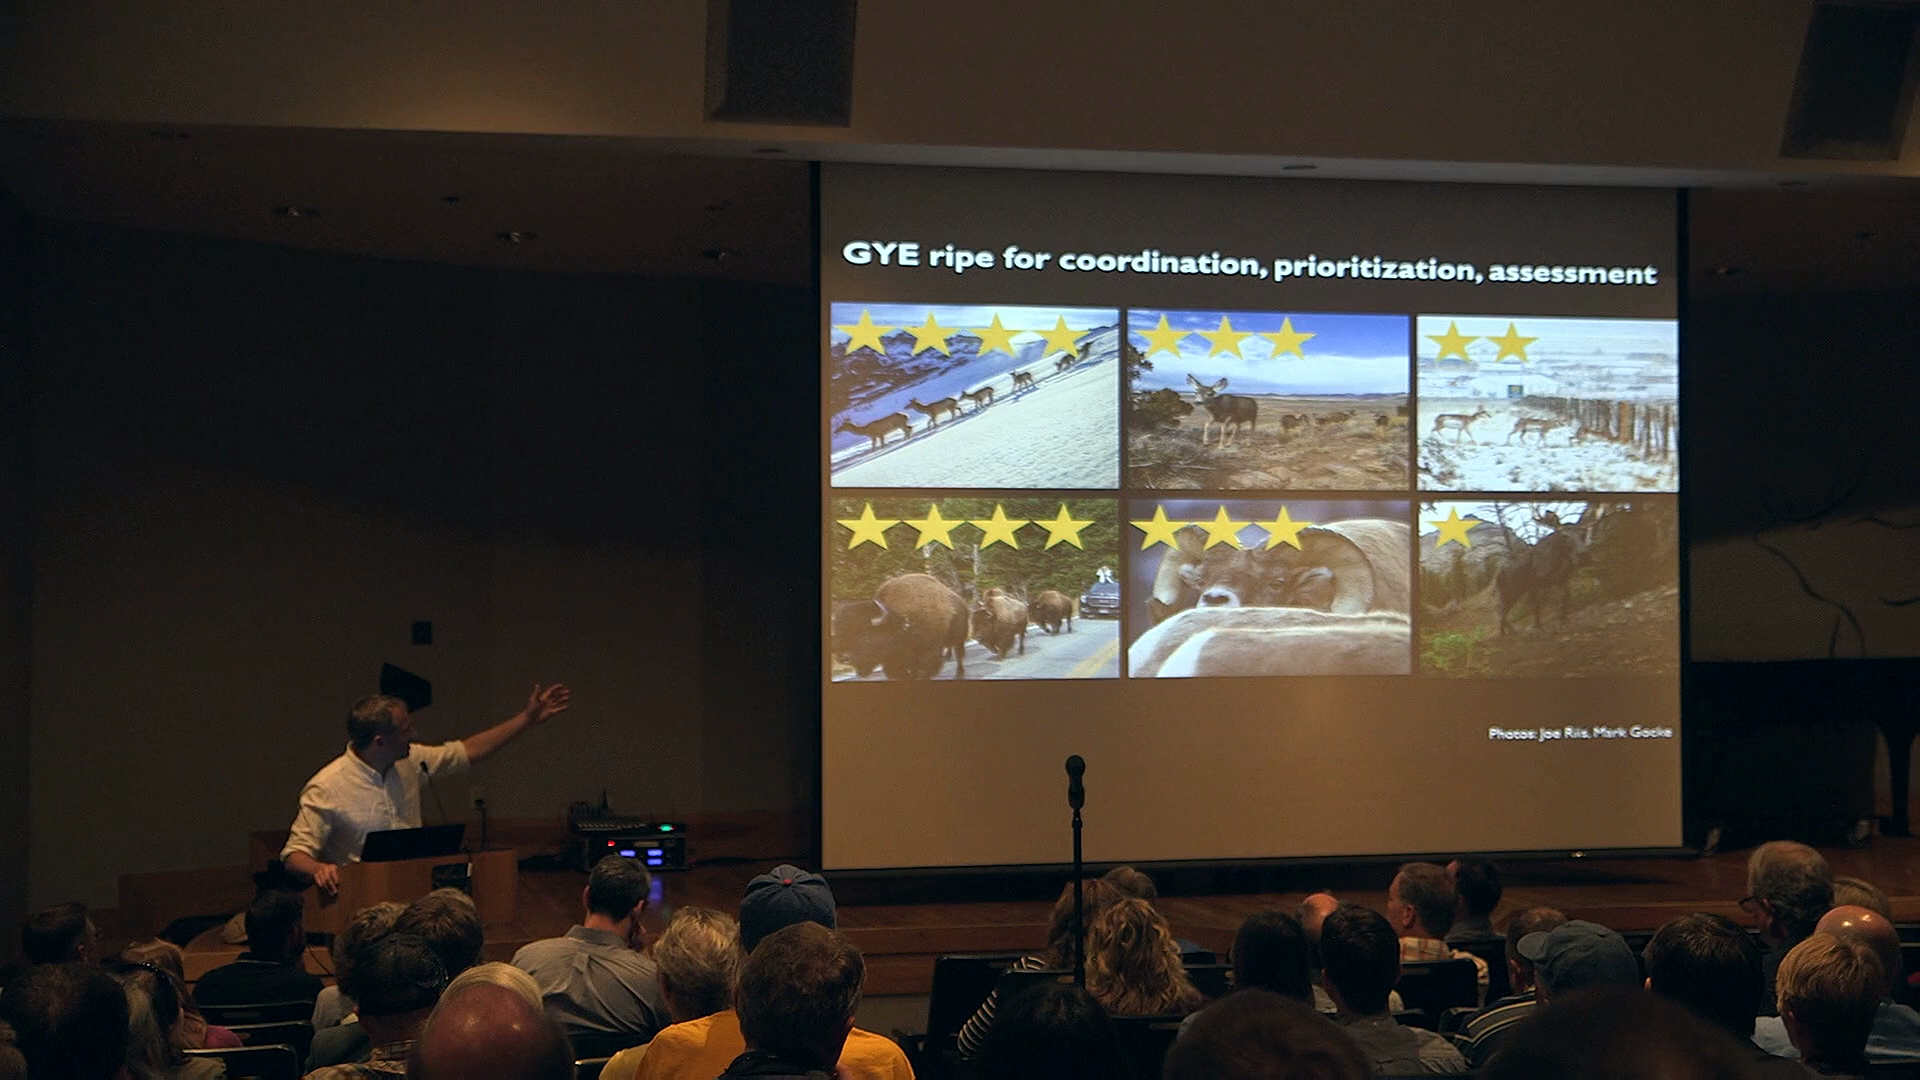 GYE ripe for coordination, prioritization, assessment
Photos: Joe Riis, Mark Gocke